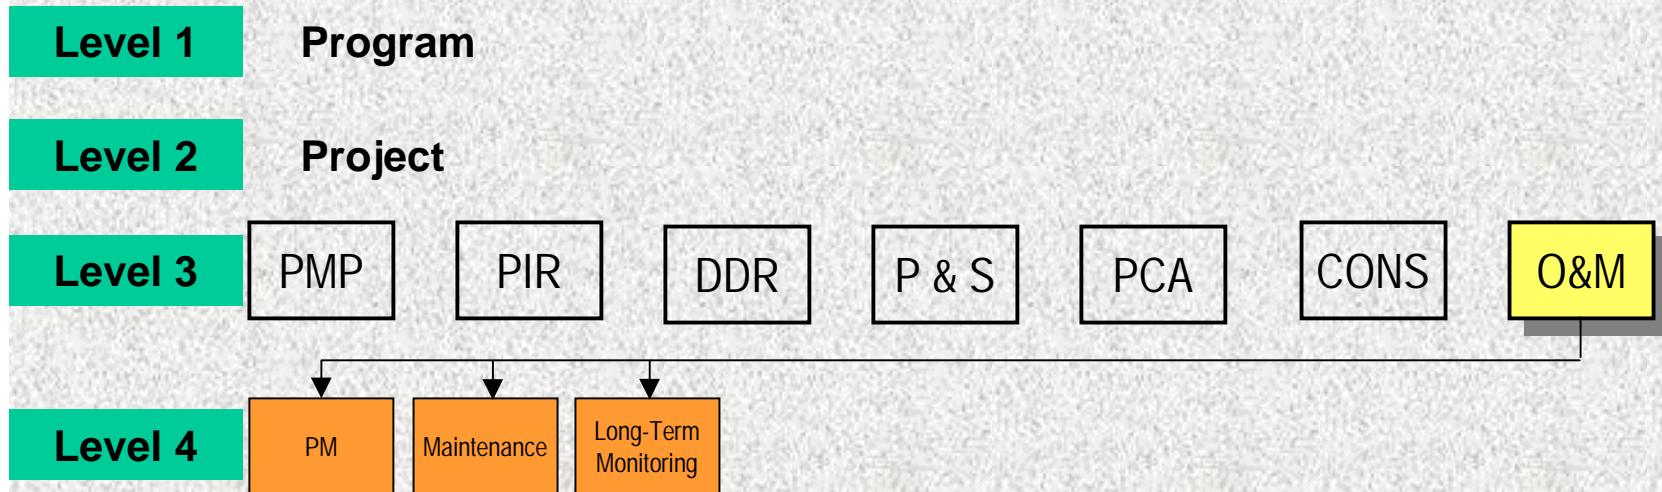 Level 1 Program
Level 2 Project
Level 3 PMP PIR DDR P & S PCA CONS O&M
Level 4 PM Maintenance Long-Term
Monitoring